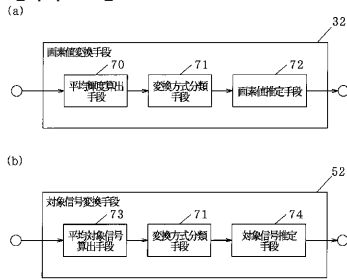 (a)
32
画素値変換手段
70
71
72
平均輝度算出
手段
変換方式分類
手段
画素値推定手段
(b)
52
対象信号変換手段
73
71
74
平均対象信号
算出手段
変換方式分類
手段
対象信号推定
手段